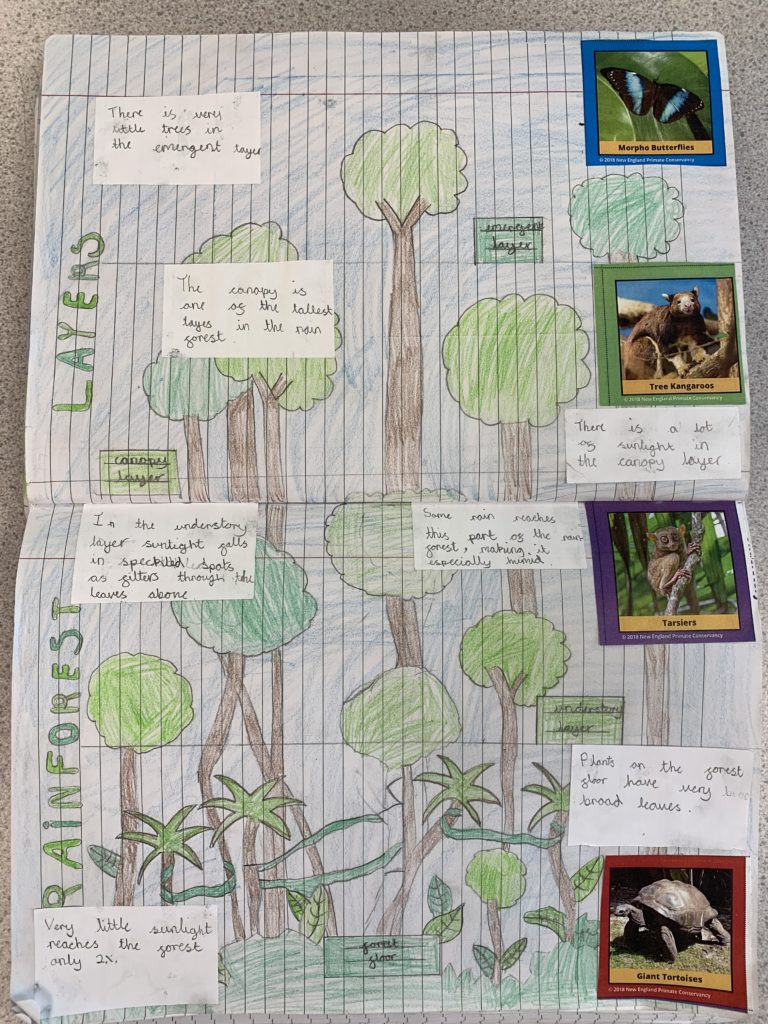 There is very
little trees in
the emergent layer
Morpho Butterflies
© 2018 New England Primate Conservancy
emergent
layer
LAYERS
The canopy is
one of the tallest
layes in the rain
forest.
Tree Kangaroos
© 2018 New England Primate Conservancy
There is a lot
of sunlight in
the canopy layer
canopy
layer
In the understory
layer sunlight falls
in speckled spots
as filters through the
leaves above
Some rain reaches
this part of the rain
forest, making it
especially humid.
Tarsiers
© 2018 New England Primate Conservancy
RAINFOREST
understory
layer
Plants on the forest
floor have very
broad leaves.
Very little sunlight
reaches the forest
only 2%.
forest
floor
Giant Tortoises
© 2018 New England Primate Conservancy